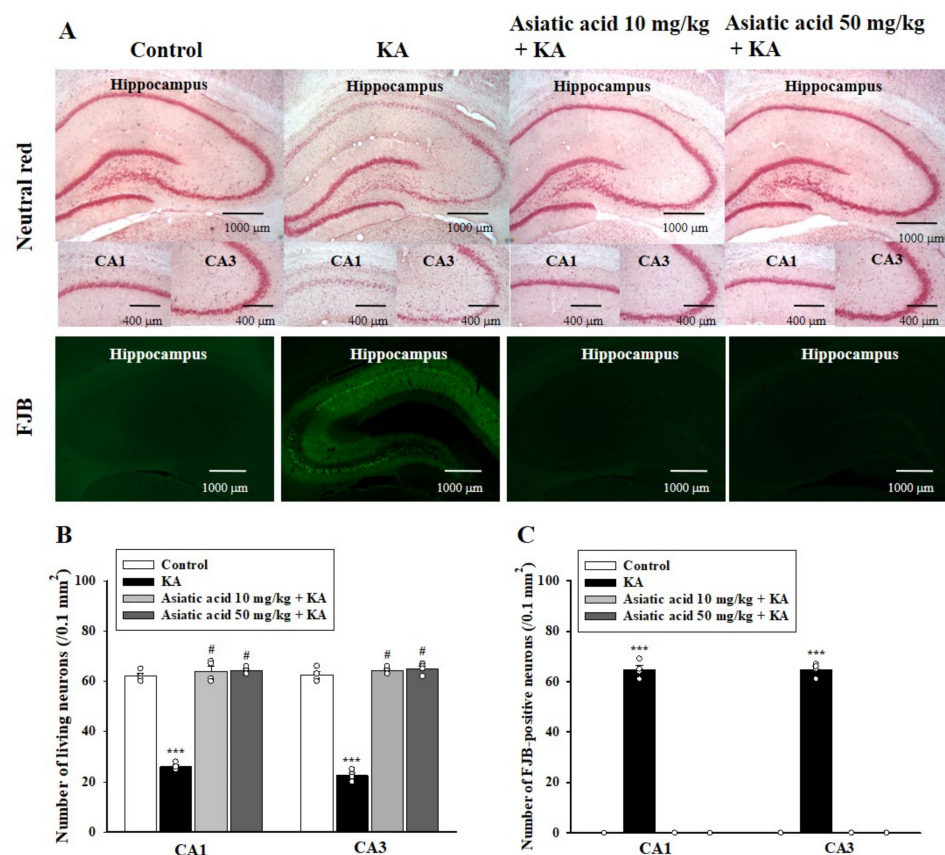 A
Control
KA
Asiatic acid 10 mg/kg
+ KA
Asiatic acid 50 mg/kg
+ KA
Neutral red
Hippocampus
1000 µm
Hippocampus
1000 µm
Hippocampus
1000 µm
Hippocampus
1000 µm
CA1
400 µm
CA3
400 µm
CA1
400 µm
CA3
400 µm
CA1
400 µm
CA3
400 µm
CA1
400 µm
CA3
400 µm
FJB
Hippocampus
1000 µm
Hippocampus
1000 µm
Hippocampus
1000 µm
Hippocampus
1000 µm
B
Number of living neurons (/0.1 mm²)
Control
KA
Asiatic acid 10 mg/kg + KA
Asiatic acid 50 mg/kg + KA
100
80
60
40
20
0
***
#
#
***
#
#
CA1
CA3
C
Number of FJB-positive neurons (/0.1 mm²)
Control
KA
Asiatic acid 10 mg/kg + KA
Asiatic acid 50 mg/kg + KA
100
80
60
40
20
0
***
***
CA1
CA3